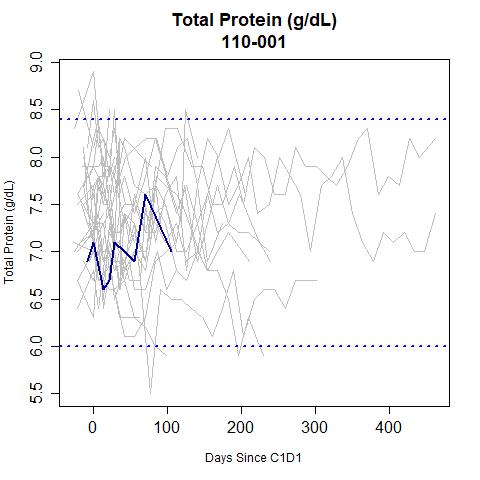 Total Protein (g/dL)
110-001
Total Protein (g/dL)
9.0
8.5
8.0
7.5
7.0
6.5
6.0
5.5
0 100 200 300 400
Days Since C1D1